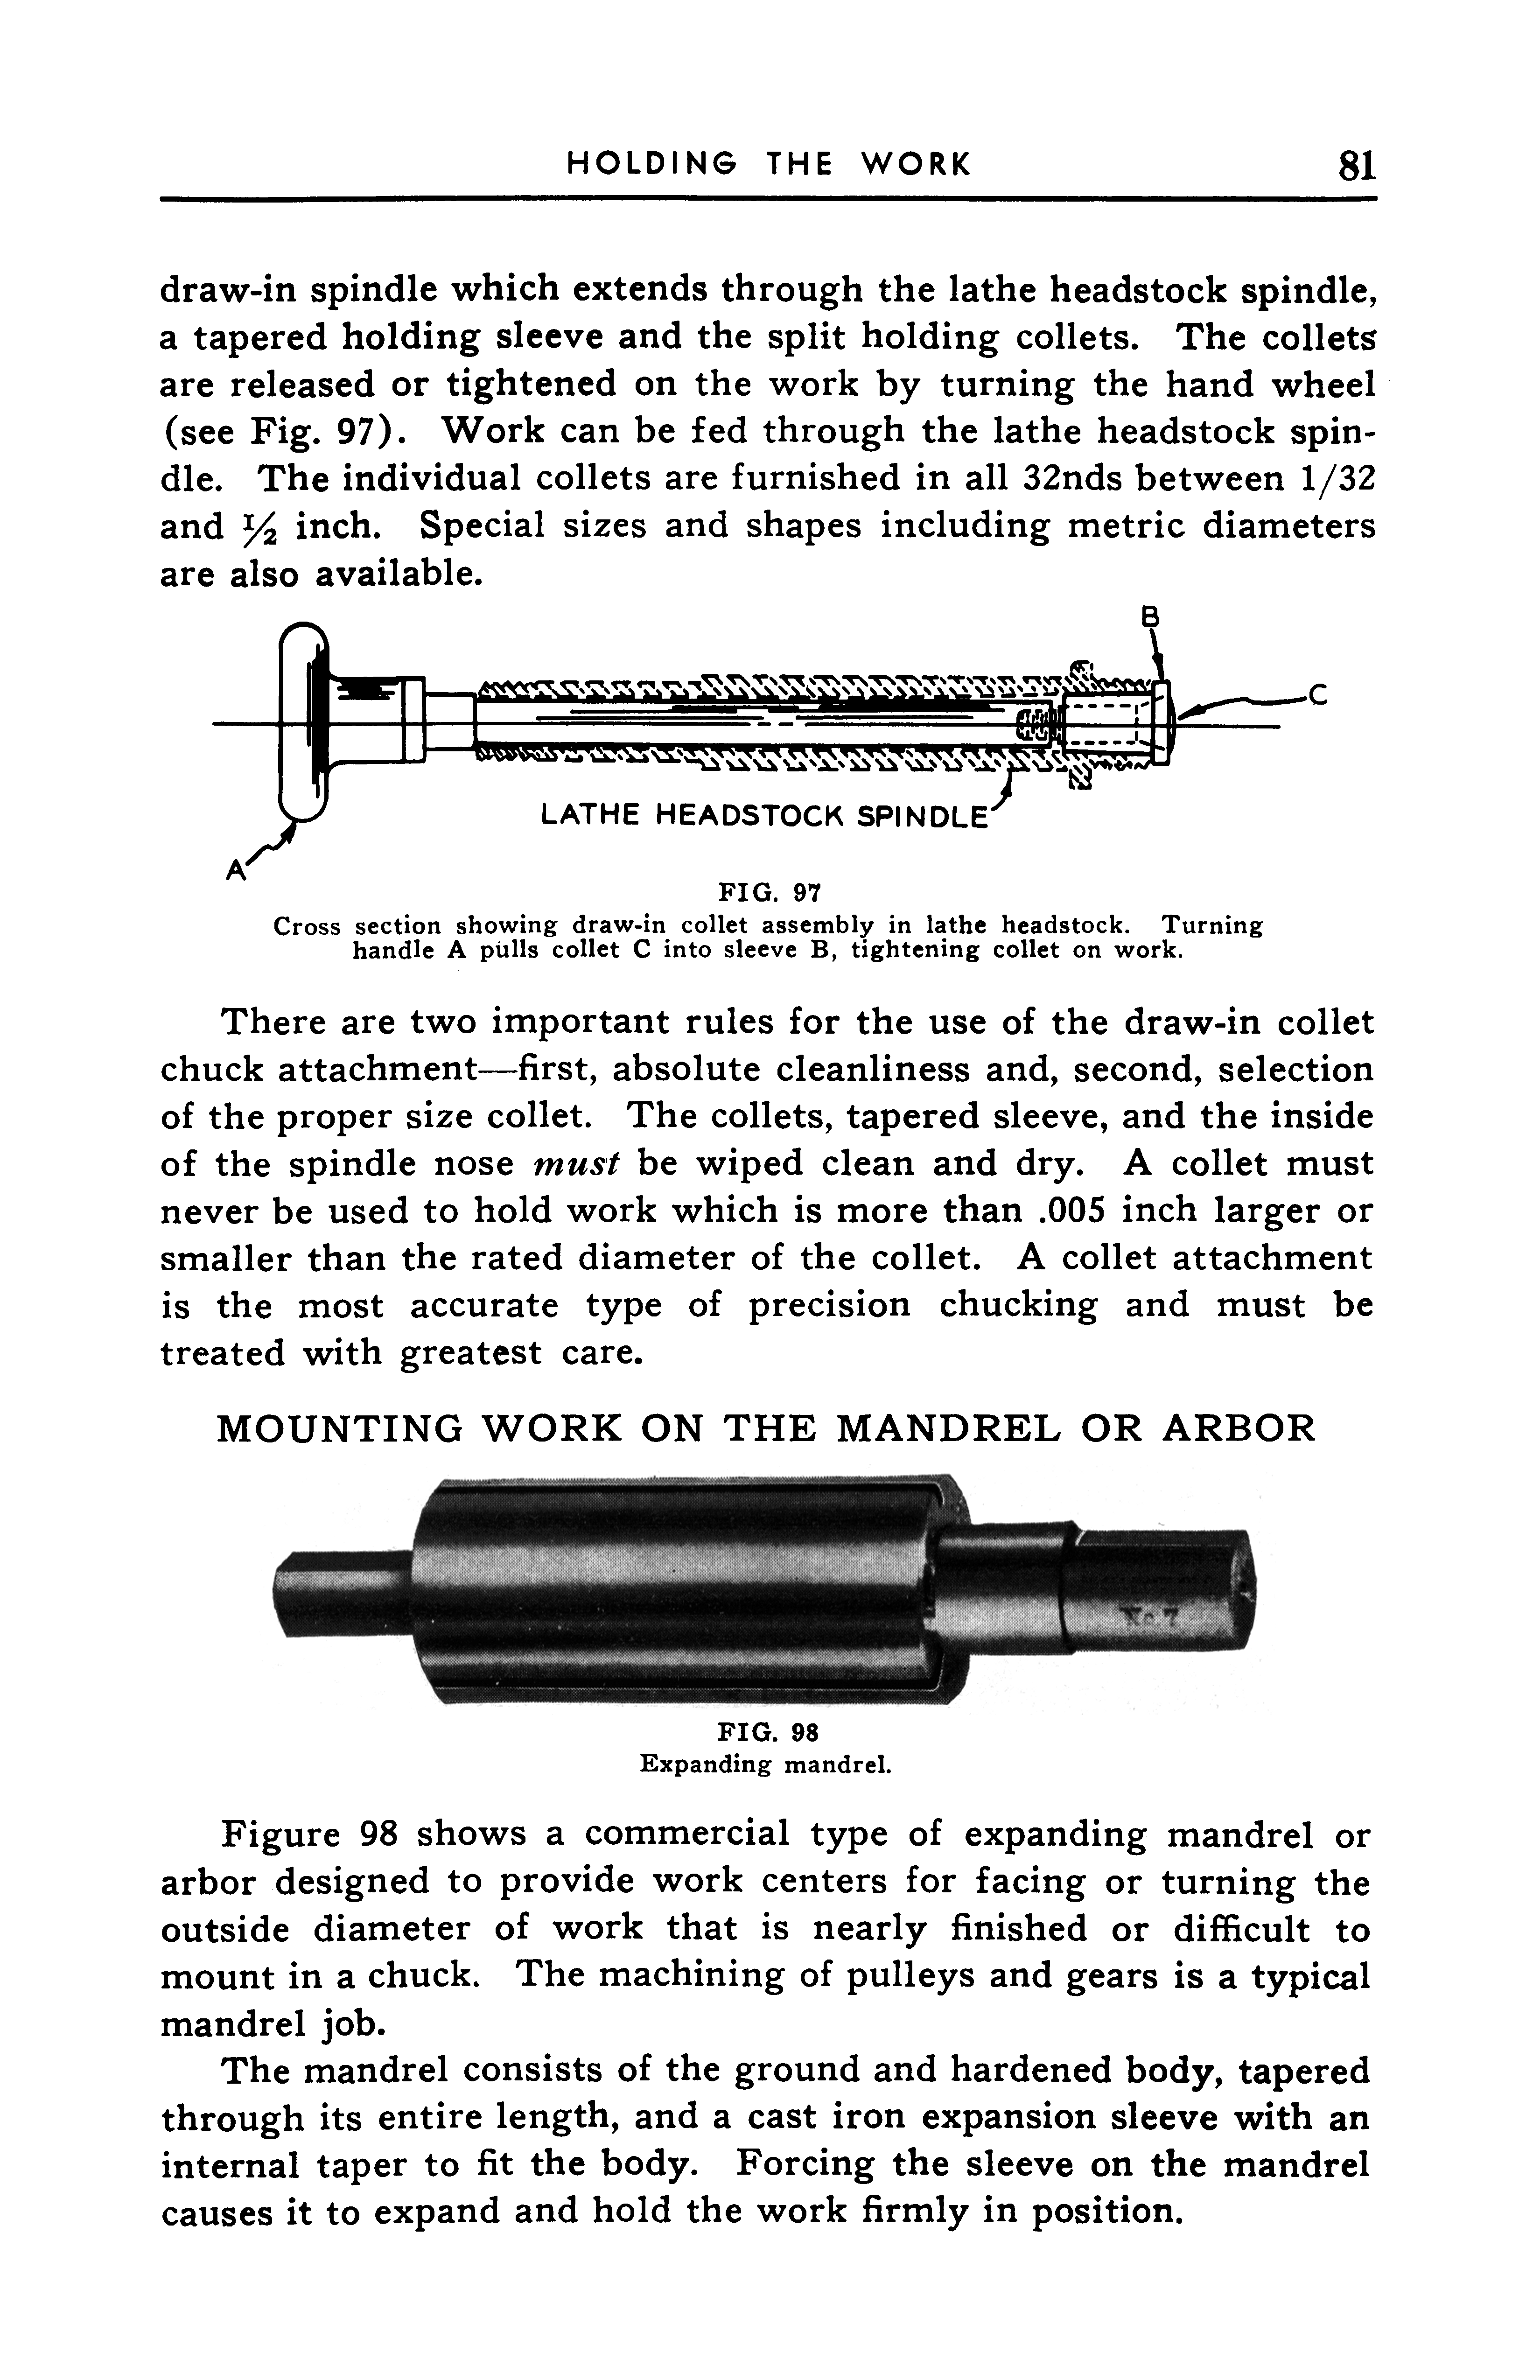 HOLDING THE WORK 81
draw-in spindle which extends through the lathe headstock spindle,
a tapered holding sleeve and the split holding collets. The collets
are released or tightened on the work by turning the hand wheel
(see Fig. 97). Work can be fed through the lathe headstock spin-
dle. The individual collets are furnished in all 32nds between 1/32
and ½ inch. Special sizes and shapes including metric diameters
are also available.
B
C
LATHE HEADSTOCK SPINDLE
A
FIG. 97
Cross section showing draw-in collet assembly in lathe headstock. Turning
handle A pulls collet C into sleeve B, tightening collet on work.
There are two important rules for the use of the draw-in collet
chuck attachment—first, absolute cleanliness and, second, selection
of the proper size collet. The collets, tapered sleeve, and the inside
of the spindle nose must be wiped clean and dry. A collet must
never be used to hold work which is more than .005 inch larger or
smaller than the rated diameter of the collet. A collet attachment
is the most accurate type of precision chucking and must be
treated with greatest care.
MOUNTING WORK ON THE MANDREL OR ARBOR
No 7
FIG. 98
Expanding mandrel.
Figure 98 shows a commercial type of expanding mandrel or
arbor designed to provide work centers for facing or turning the
outside diameter of work that is nearly finished or difficult to
mount in a chuck. The machining of pulleys and gears is a typical
mandrel job.
The mandrel consists of the ground and hardened body, tapered
through its entire length, and a cast iron expansion sleeve with an
internal taper to fit the body. Forcing the sleeve on the mandrel
causes it to expand and hold the work firmly in position.